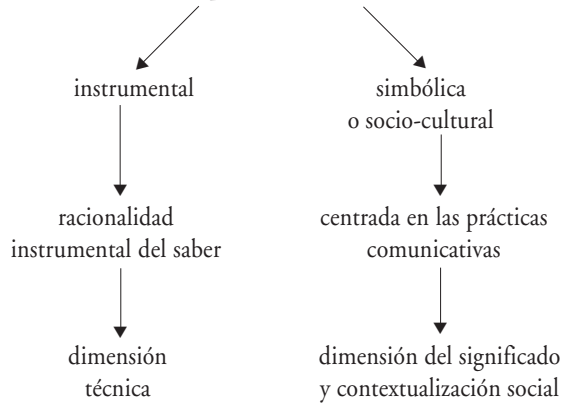 instrumental
simbólica
o socio-cultural
racionalidad
instrumental del saber
centrada en las prácticas
comunicativas
dimensión
técnica
dimensión del significado
y contextualización social